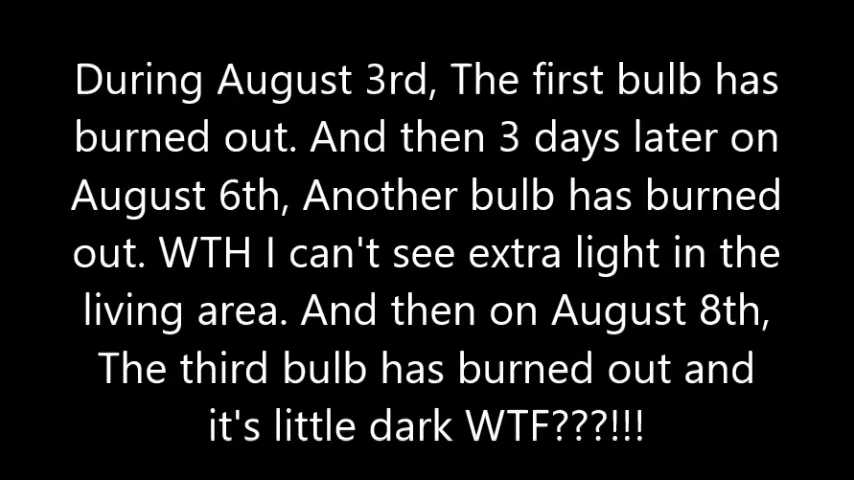 During August 3rd, The first bulb has
burned out. And then 3 days later on
August 6th, Another bulb has burned
out. WTH I can't see extra light in the
living area. And then on August 8th,
The third bulb has burned out and
it's little dark WTF???!!!